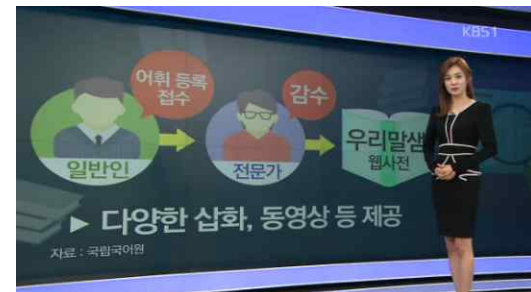 KBS1
어휘 등록
접수
감수
일반인
전문가
우리말샘
웹사전
▶ 다양한 삽화, 동영상 등 제공
자료 : 국립국어원